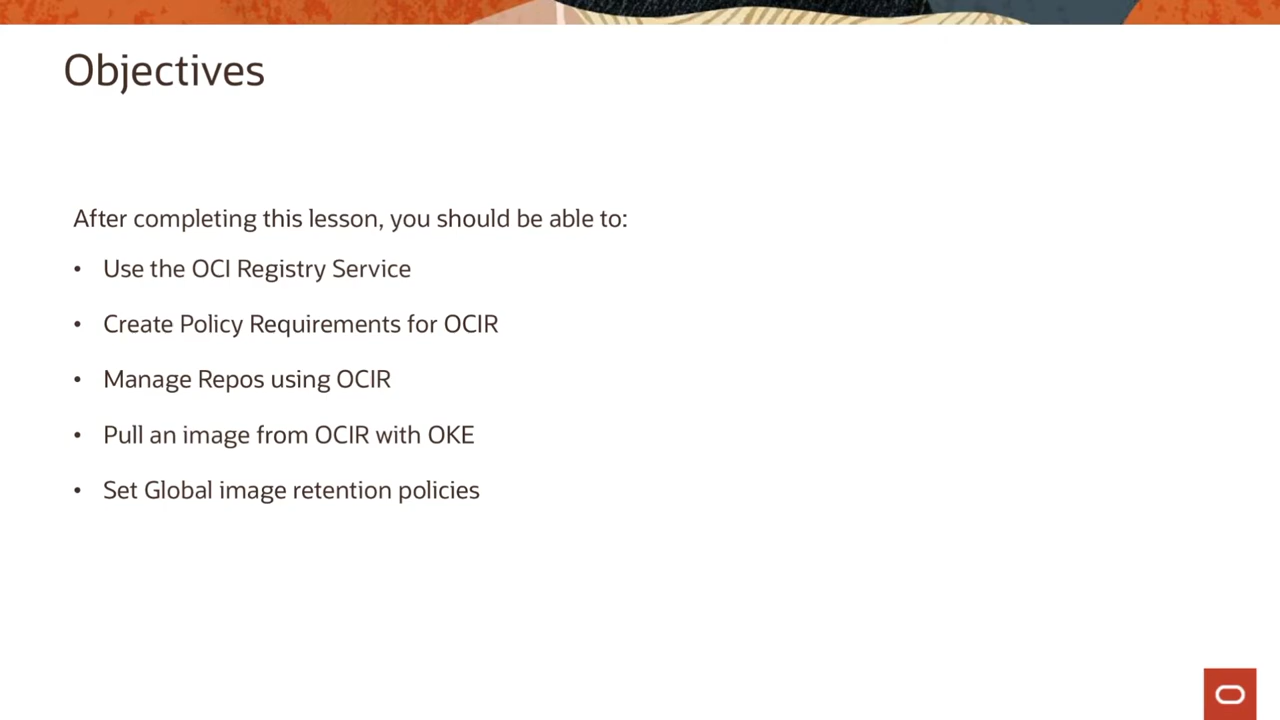 Objectives
After completing this lesson, you should be able to:
• Use the OCI Registry Service
• Create Policy Requirements for OCIR
• Manage Repos using OCIR
• Pull an image from OCIR with OKE
• Set Global image retention policies